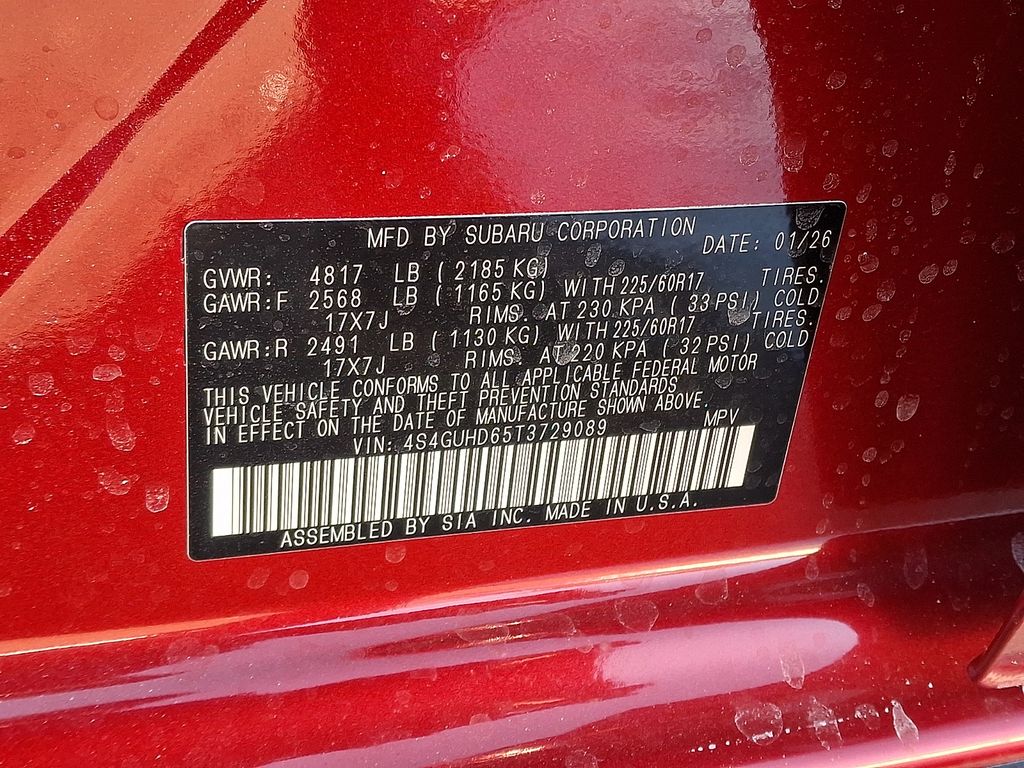 MFD BY SUBARU CORPORATION DATE: 01/26
GVWR: 4817 LB (2185 KG)
GAWR:F 2568 LB (1165 KG) WITH 225/60R17 TIRES.
17X7J RIMS. AT 230 KPA (33 PSI) COLD
GAWR:R 2491 LB (1130 KG) WITH 225/60R17 TIRES.
17X7J RIMS. AT 220 KPA (32 PSI) COLD
THIS VEHICLE CONFORMS TO ALL APPLICABLE FEDERAL MOTOR
VEHICLE SAFETY AND THEFT PREVENTION STANDARDS
IN EFFECT ON THE DATE OF MANUFACTURE SHOWN ABOVE.
VIN: 4S4GUHD65T3729089 MPV
ASSEMBLED BY SIA INC. MADE IN U.S.A.